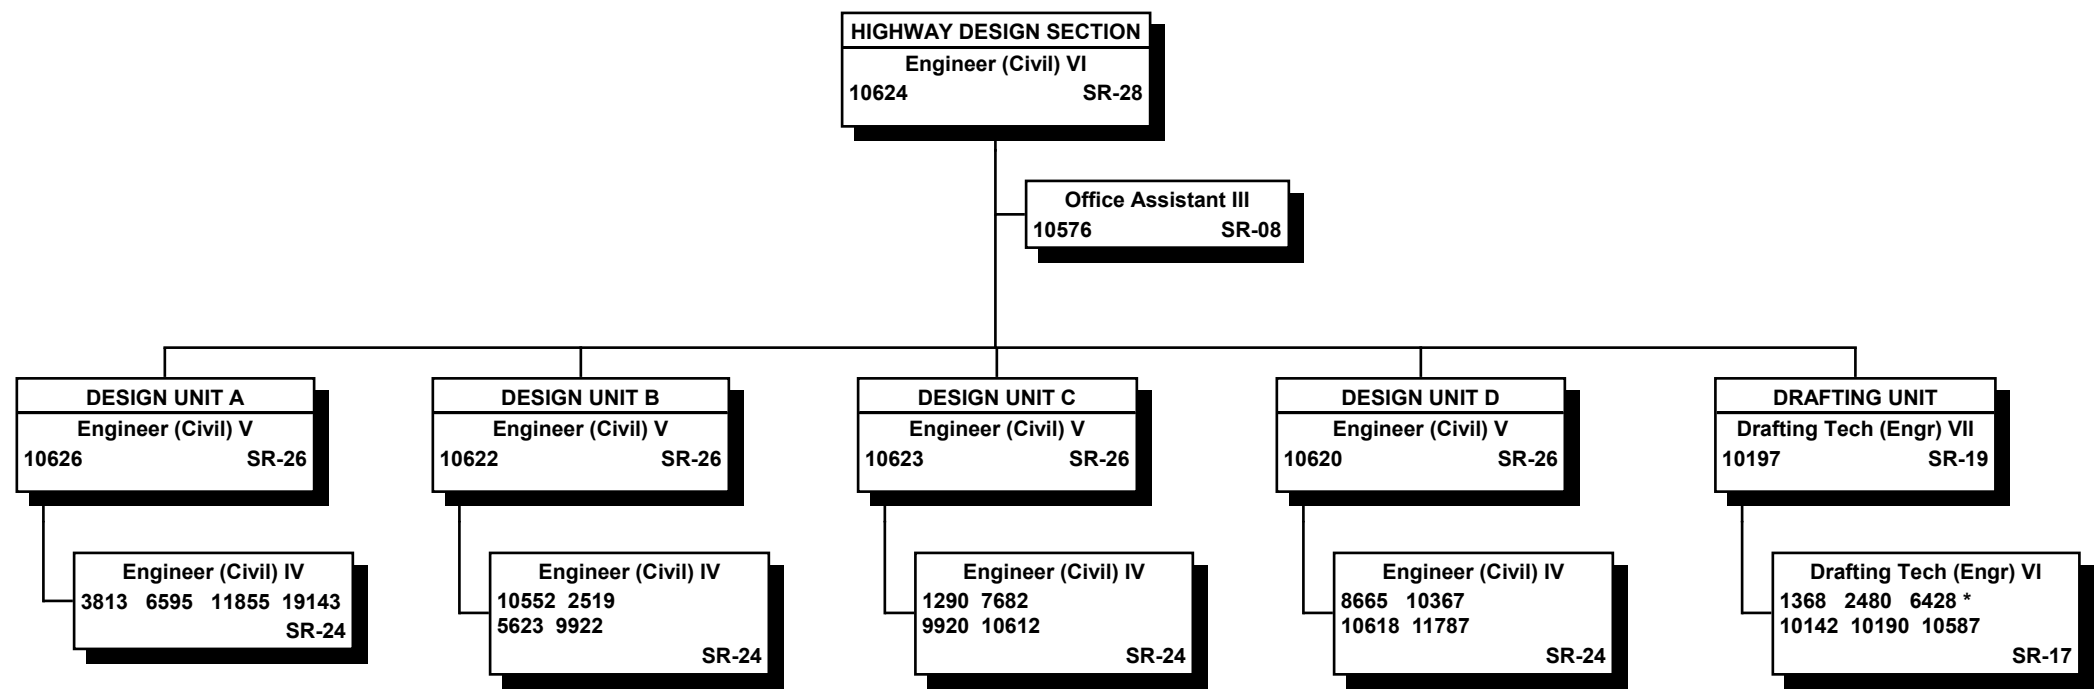 HIGHWAY DESIGN SECTION
Engineer (Civil) VI
10624 SR-28
Office Assistant III
10576 SR-08
DESIGN UNIT A
Engineer (Civil) V
10626 SR-26
Engineer (Civil) IV
3813 6595 11855 19143
SR-24
DESIGN UNIT B
Engineer (Civil) V
10622 SR-26
Engineer (Civil) IV
10552 2519
5623 9922
SR-24
DESIGN UNIT C
Engineer (Civil) V
10623 SR-26
Engineer (Civil) IV
1290 7682
9920 10612
SR-24
DESIGN UNIT D
Engineer (Civil) V
10620 SR-26
Engineer (Civil) IV
8665 10367
10618 11787
SR-24
DRAFTING UNIT
Drafting Tech (Engr) VII
10197 SR-19
Drafting Tech (Engr) VI
1368 2480 6428 *
10142 10190 10587
SR-17